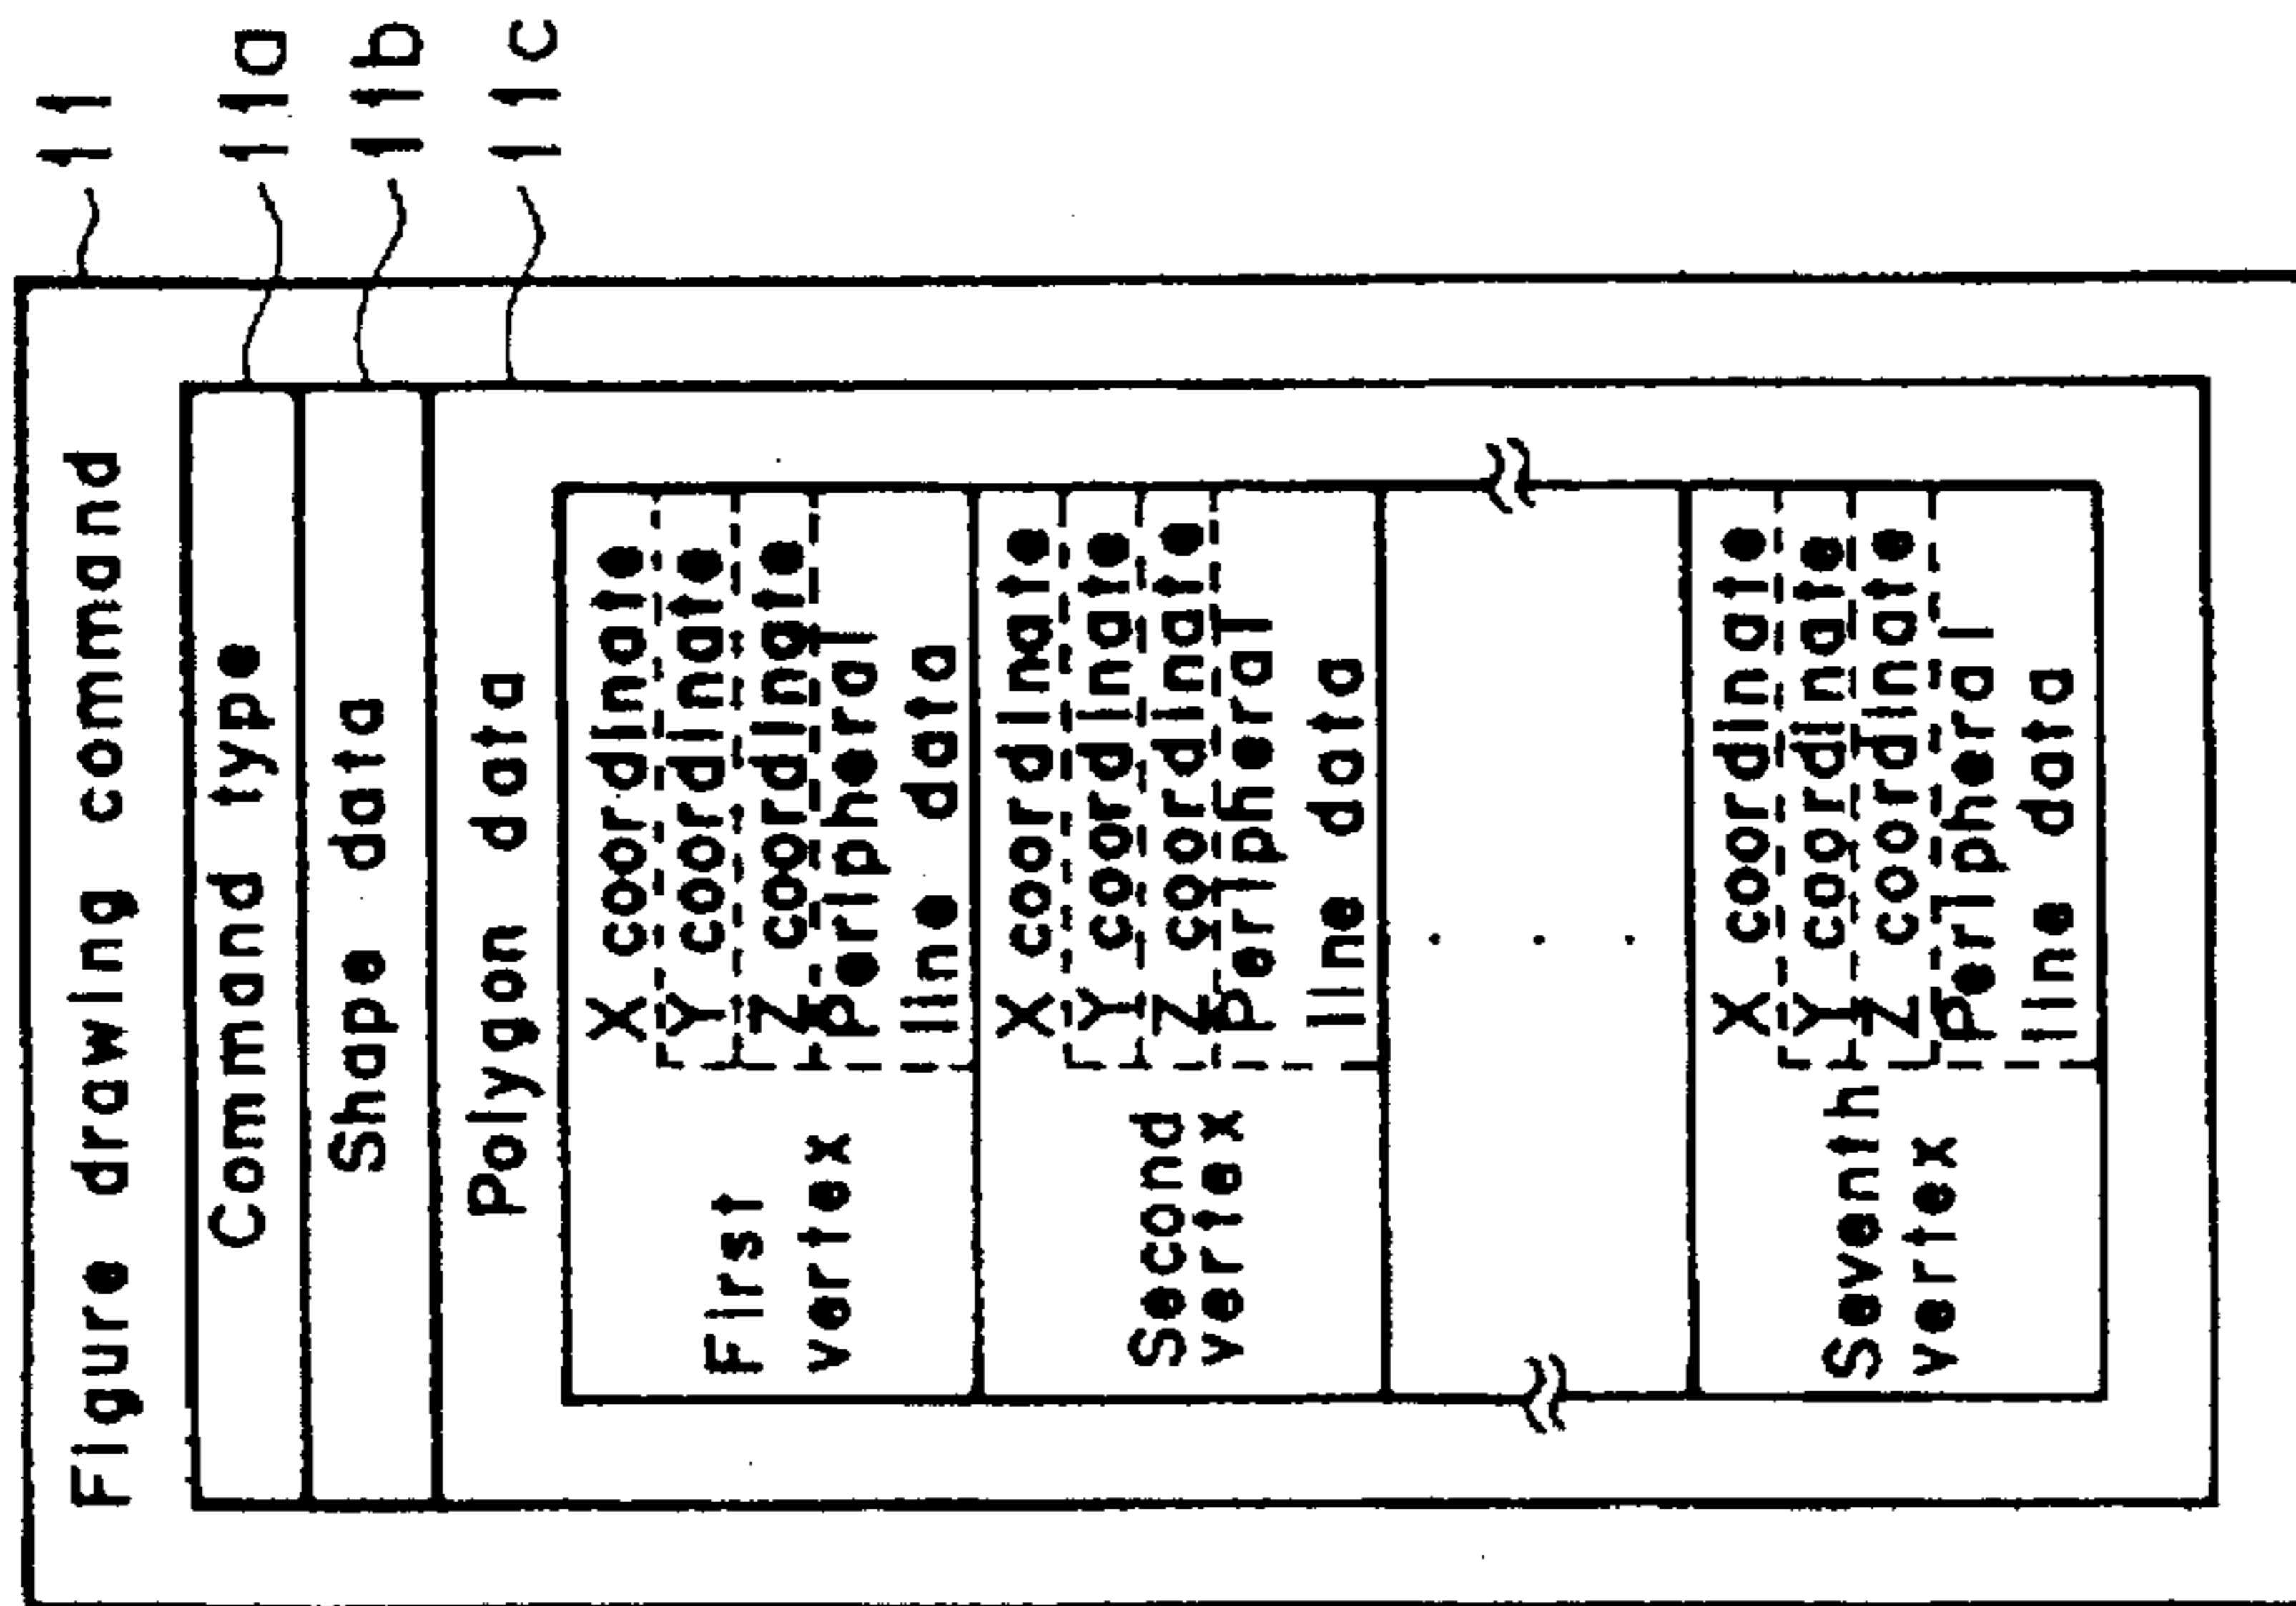 Figure drawing command 11
Command type 11a
Shape data 11b
Polygon data 11c
First
vertex
X coordinate
Y coordinate
Z coordinate
Peripheral
line data
Second
vertex
X coordinate
Y coordinate
Z coordinate
Peripheral
line data
. . .
Seventh
vertex
X coordinate
Y coordinate
Z coordinate
Peripheral
line data